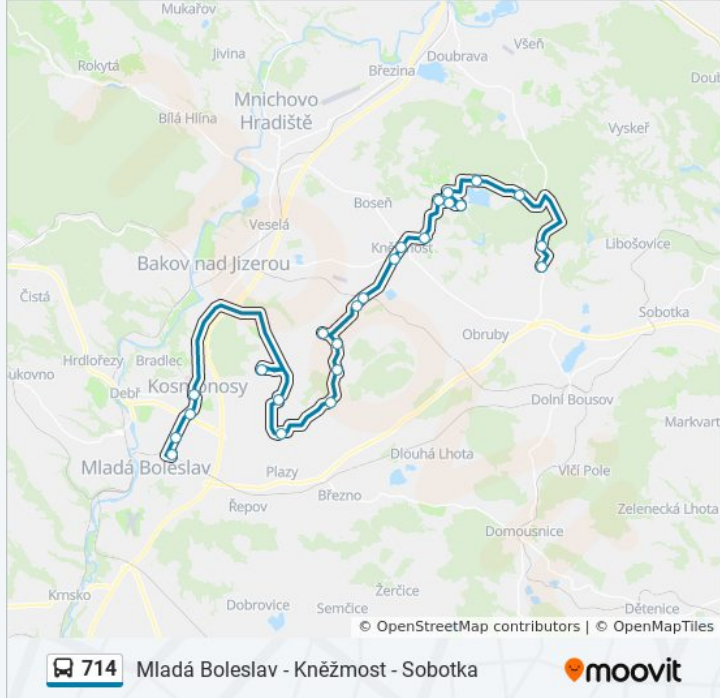 Mukařov
Všeň
Jivina
Doubrava
Rokytá
Březina
Mnichovo
Hradiště
Bílá Hlína
Vyskeř
Boseň
Veselá
Libošovice
Bakov nad Jizerou
Čistá
Sobotka
Obruby
Hrdlořezy
Bradlec
Kosmonosy
Debř
Dolní Bousov
Markvart
Mladá Boleslav
Dlouhá Lhota
Plazy
Vlčí Pole
Březno
Řepov
Zelenecká Lhota
Domousnice
Krnsko
Žerčice
Dobrovice
Semčice
Dětenice
© OpenStreetMap contributors | © OpenMapTiles
714 Mladá Boleslav - Kněžmost - Sobotka
moovit